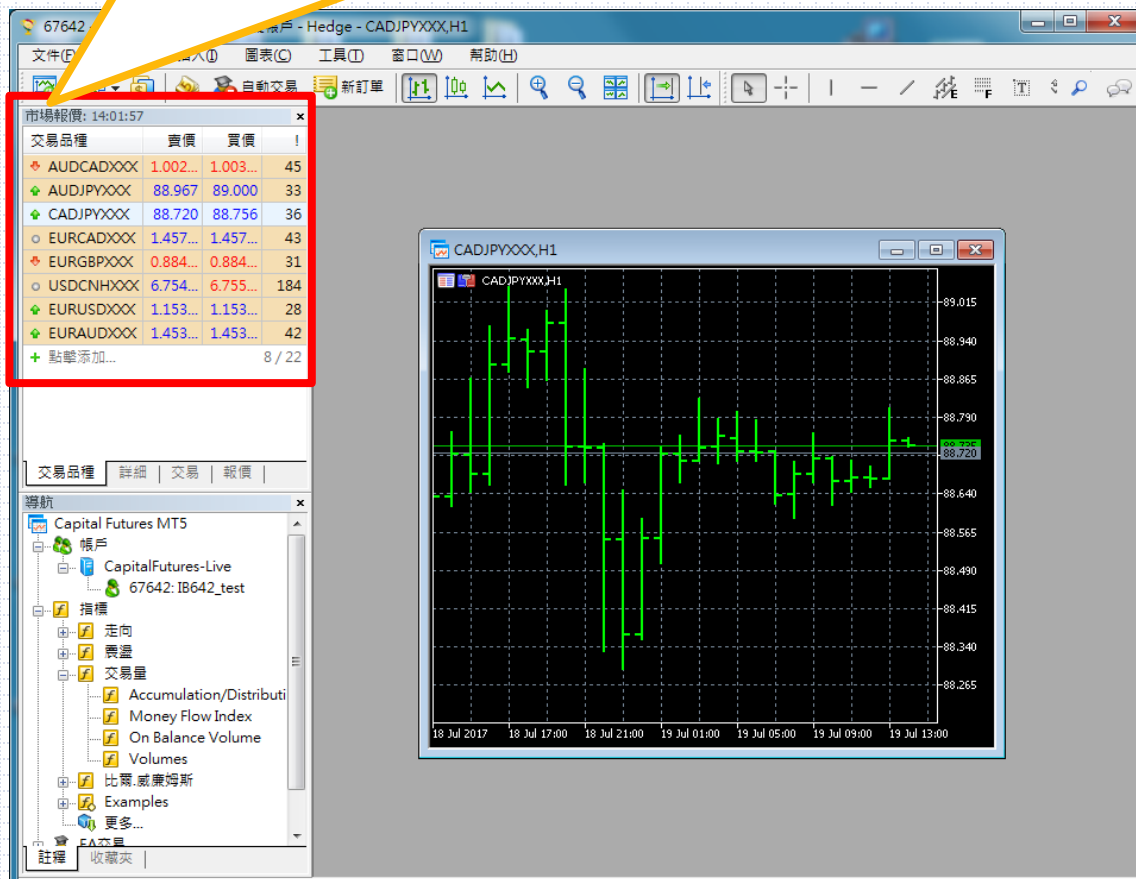 67642 - Hedge - CADJPYXXX,H1
文件(F) 圖表(C) 工具(T) 窗口(W) 幫助(H)
自動交易 新訂單
市場報價: 14:01:57
交易品種 賣價 買價 !
AUDCADXXX 1.002... 1.003... 45
AUDJPYXXX 88.967 89.000 33
CADJPYXXX 88.720 88.756 36
EURCADXXX 1.457... 1.457... 43
EURGBPXXX 0.884... 0.884... 31
USDCNHXXX 6.754... 6.755... 184
EURUSDXXX 1.153... 1.153... 28
EURAUDXXX 1.453... 1.453... 42
點擊添加... 8 / 22
交易品種 詳細 交易 報價
導航
Capital Futures MT5
帳戶
CapitalFutures-Live
67642: IB642_test
指標
走向
震盪
交易量
Accumulation/Distributi
Money Flow Index
On Balance Volume
Volumes
比爾.威廉姆斯
Examples
更多...
EA交易
註釋 收藏夾
CADJPYXXX,H1
CADJPYXXX,H1
89.015
88.940
88.865
88.790
88.720
88.640
88.565
88.490
88.415
88.340
88.265
18 Jul 2017 18 Jul 17:00 18 Jul 21:00 19 Jul 01:00 19 Jul 05:00 19 Jul 09:00 19 Jul 13:00